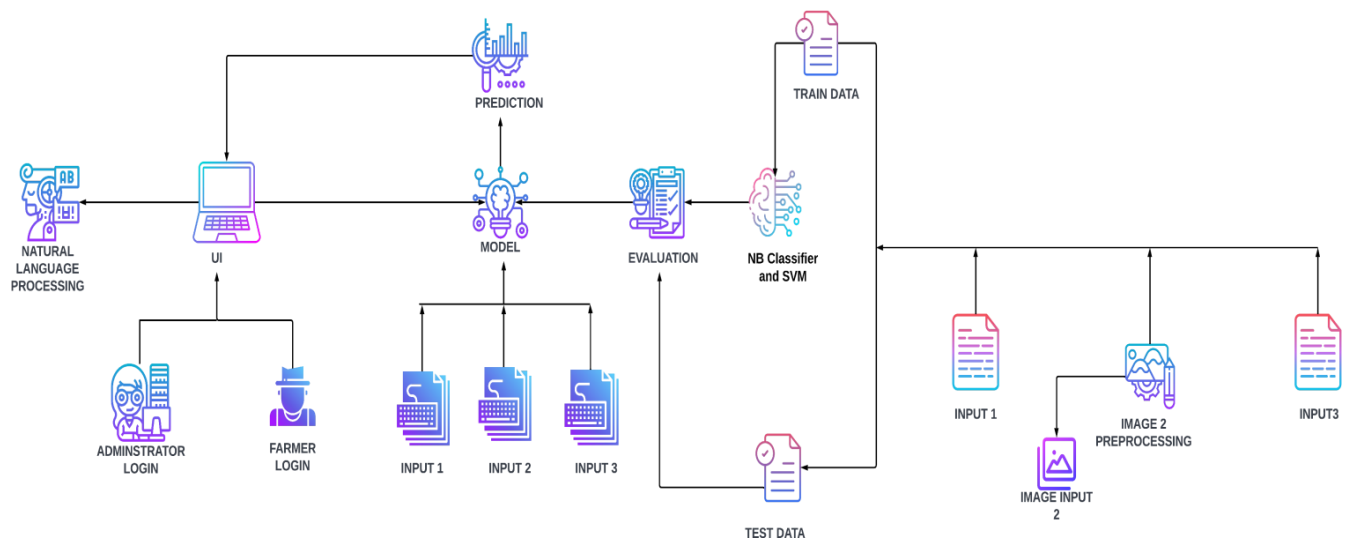 PREDICTION
TRAIN DATA
AB
NATURAL
LANGUAGE
PROCESSING
UI
MODEL
EVALUATION
NB Classifier
and SVM
ADMINSTRATOR
LOGIN
FARMER
LOGIN
INPUT 1
INPUT 2
INPUT 3
TEST DATA
INPUT 1
IMAGE 2
PREPROCESSING
INPUT3
IMAGE INPUT
2